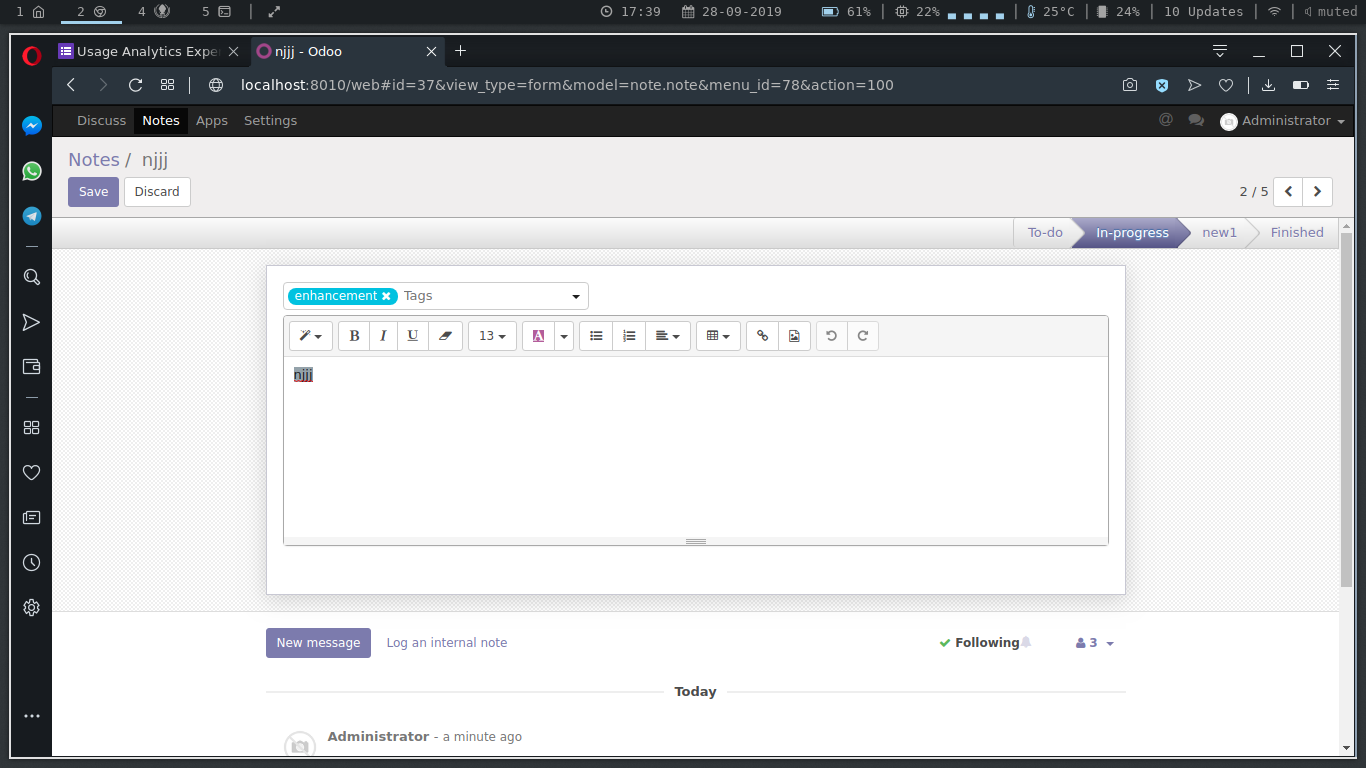 1 2 4 5 17:39 28-09-2019 61% 22% 25°C 24% 10 Updates muted
Usage Analytics Expe njjj - Odoo
localhost:8010/web#id=37&view_type=form&model=note.note&menu_id=78&action=100
Discuss Notes Apps Settings @ Administrator
Notes / njjj
Save Discard 2 / 5
To-do In-progress new1 Finished
enhancement Tags
B I U 13 A
njjj
New message Log an internal note Following 3
Today
Administrator - a minute ago